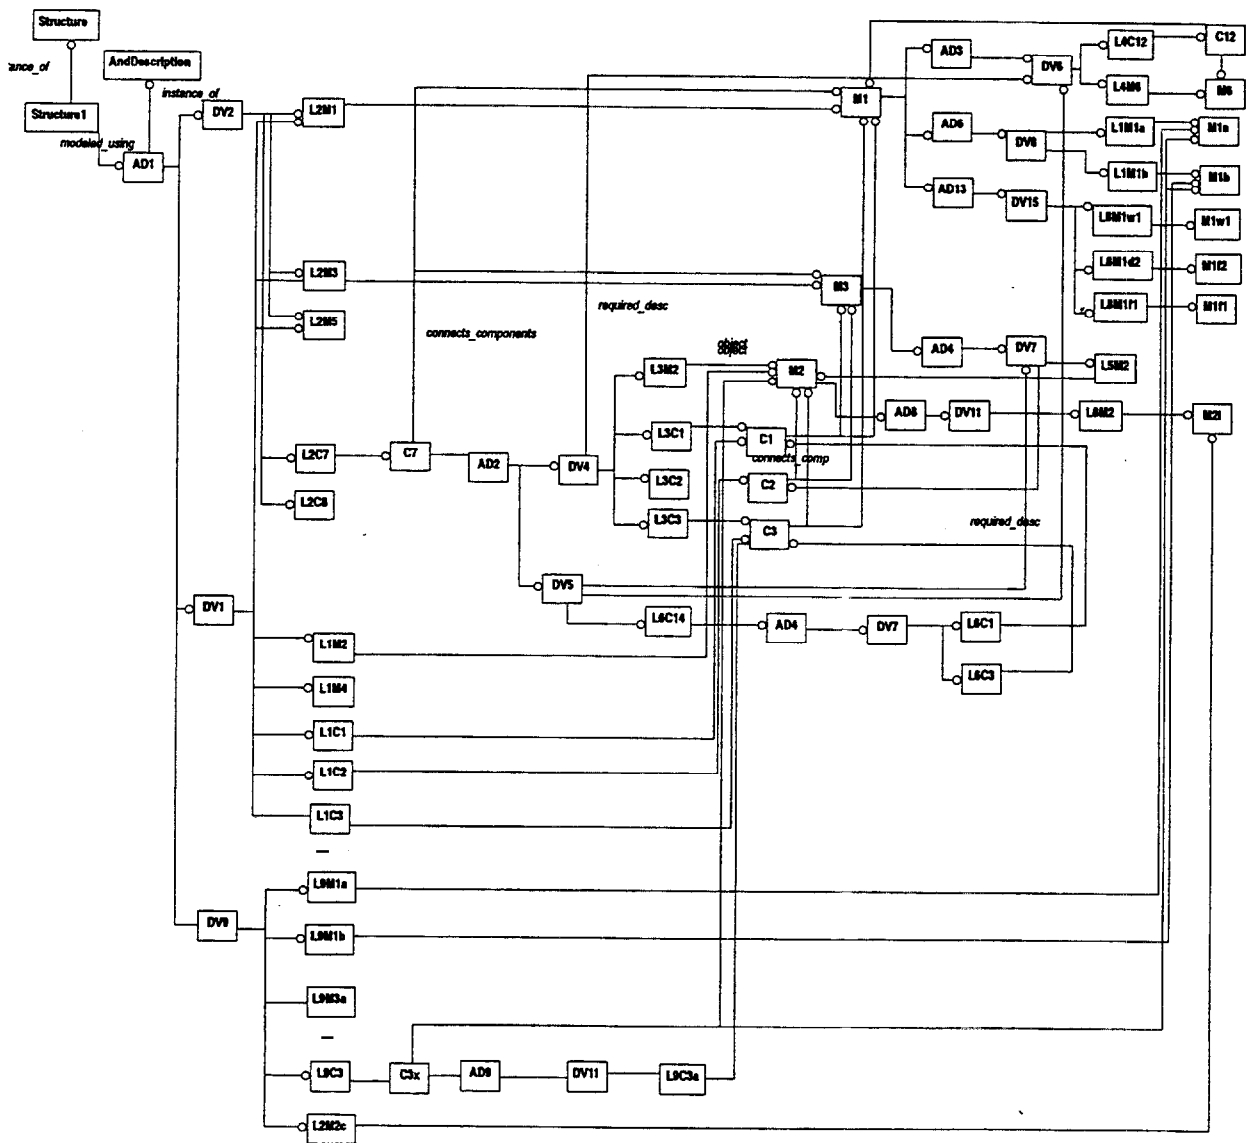 Structure
AndDescription
tance_of
instance_of
Structure1
modeled_using
AD1
DV2
L2M1
M1
AD3
DV6
L4C12
C12
L4M6
M6
AD6
DV8
L1M1a
M1a
L1M1b
M1b
AD13
DV15
L8M1w1
M1w1
L8M1d2
M1f2
L8M1f1
M1f1
L2M3
M3
L2M5
required_desc
connects_components
object
object
AD4
DV7
L5M2
L3M2
M2
AD8
DV11
L8M2
M2i
L2C7
C7
AD2
DV4
L3C1
C1
connects_comp
L3C2
C2
L2C8
L3C3
C3
required_desc
DV5
DV1
L6C14
AD4
DV7
L6C1
L6C3
L1M2
L1M4
L1C1
L1C2
L1C3
L9M1a
DV9
L9M1b
L9M3a
L9C3
C3x
AD9
DV11
L9C3a
L2M2c